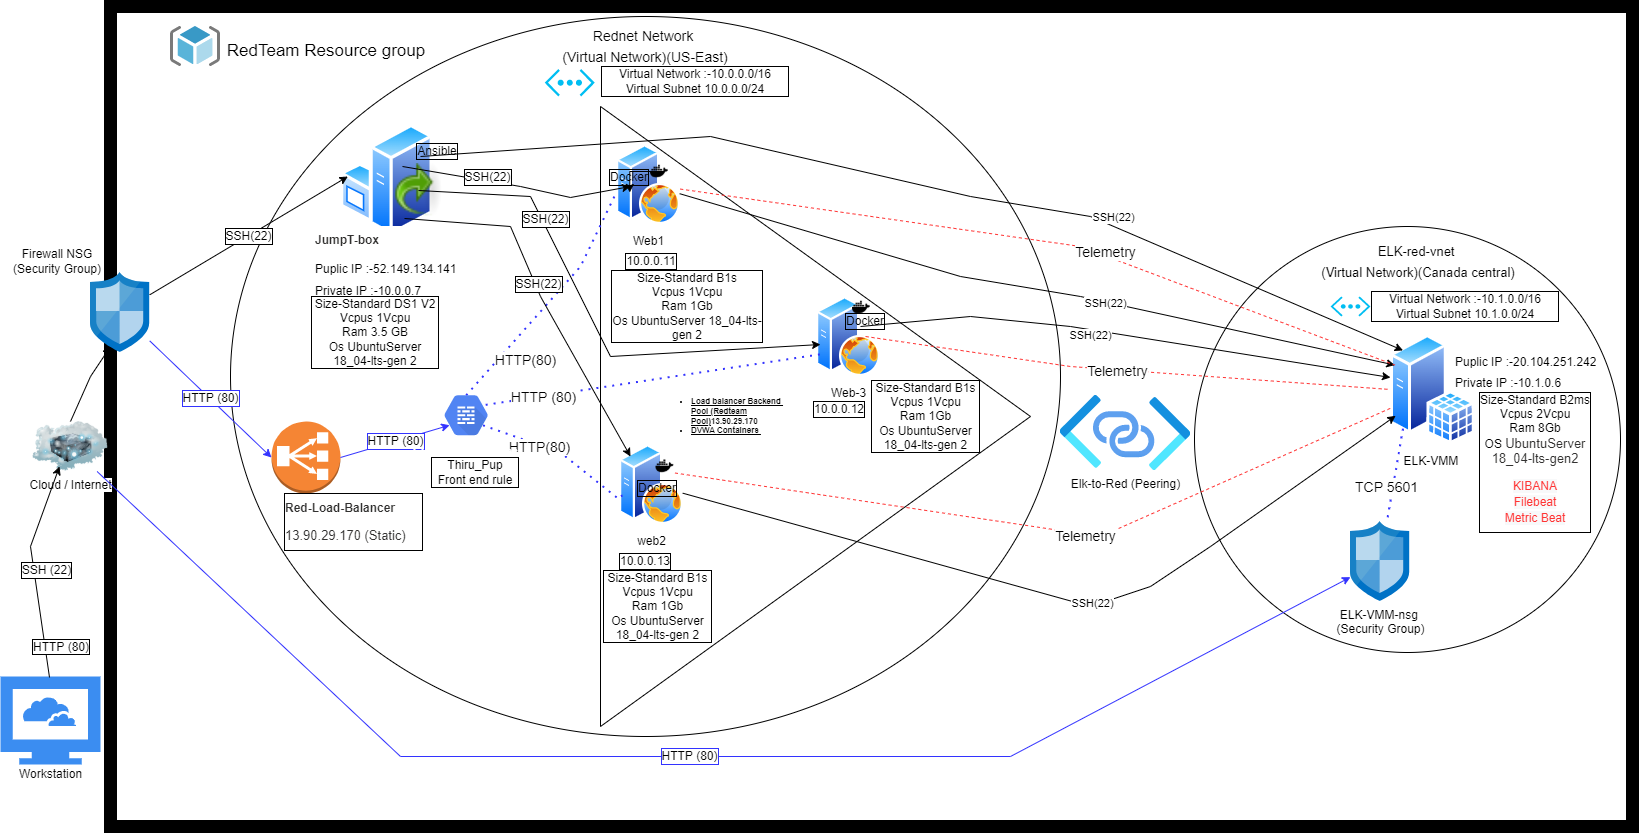 RedTeam Resource group
Rednet Network
(Virtual Network)(US-East)
Virtual Network :-10.0.0.0/16
Virtual Subnet 10.0.0.0/24
Ansible
SSH(22)
SSH(22)
SSH(22)
SSH(22)
JumpT-box
Puplic IP :-52.149.134.141
Private IP :-10.0.0.7
Size-Standard DS1 V2
Vcpus 1Vcpu
Ram 3.5 GB
Os UbuntuServer
18_04-lts-gen 2
Docker
Web1
10.0.0.11
Size-Standard B1s
Vcpus 1Vcpu
Ram 1Gb
Os UbuntuServer 18_04-lts-
gen 2
Docker
Web-3
10.0.0.12
Size-Standard B1s
Vcpus 1Vcpu
Ram 1Gb
Os UbuntuServer
18_04-lts-gen 2
Load balancer Backend
Pool (Redteam
Pool)13.90.29.170
DVWA Containers
Docker
web2
10.0.0.13
Size-Standard B1s
Vcpus 1Vcpu
Ram 1Gb
Os UbuntuServer
18_04-lts-gen 2
HTTP(80)
HTTP (80)
HTTP(80)
HTTP (80)
HTTP (80)
Thiru_Pup
Front end rule
Red-Load-Balancer
13.90.29.170 (Static)
Firewall NSG
(Security Group)
Cloud / Internet
SSH (22)
HTTP (80)
Workstation
HTTP (80)
SSH(22)
Telemetry
SSH(22)
SSH(22)
Telemetry
Telemetry
SSH(22)
Elk-to-Red (Peering)
ELK-red-vnet
(Virtual Network)(Canada central)
Virtual Network :-10.1.0.0/16
Virtual Subnet 10.1.0.0/24
Puplic IP :-20.104.251.242
Private IP :-10.1.0.6
Size-Standard B2ms
Vcpus 2Vcpu
Ram 8Gb
OS UbuntuServer
18_04-lts-gen2
KIBANA
Filebeat
Metric Beat
ELK-VMM
TCP 5601
ELK-VMM-nsg
(Security Group)